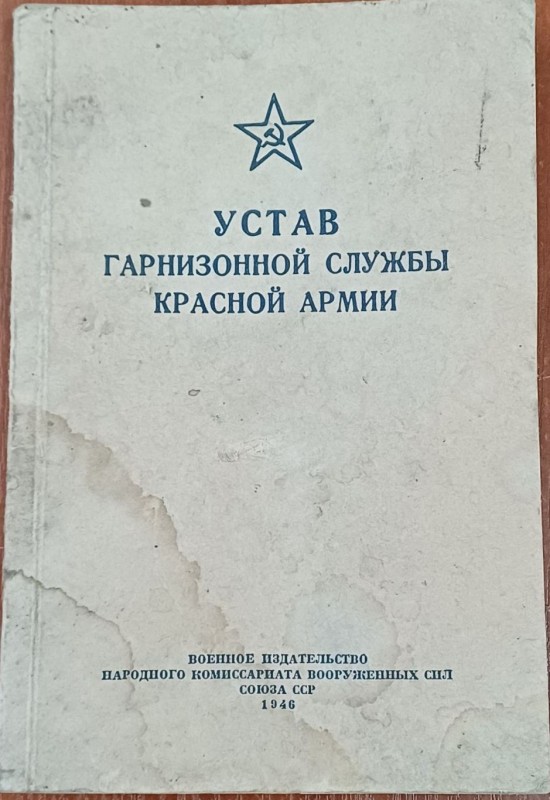 УСТАВ
ГАРНИЗОННОЙ СЛУЖБЫ
КРАСНОЙ АРМИИ
ВОЕННОЕ ИЗДАТЕЛЬСТВО
НАРОДНОГО КОМИССАРИАТА ВООРУЖЕННЫХ СИЛ
СОЮЗА ССР
1946